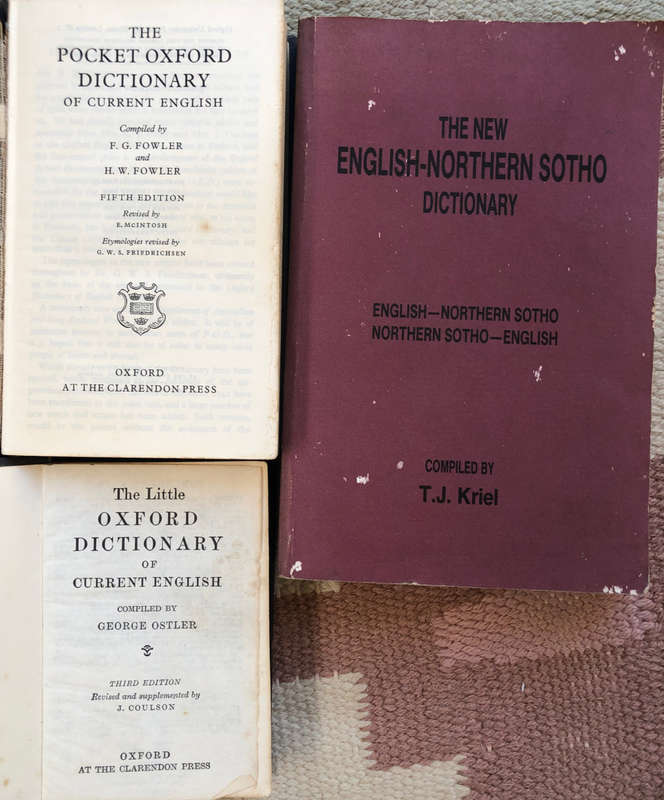 THE
POCKET OXFORD
DICTIONARY
OF CURRENT ENGLISH
Compiled by
F. G. FOWLER
and
H. W. FOWLER
FIFTH EDITION
Revised by
E. MCINTOSH
Etymologies revised by
G. W. S. FRIEDRICHSEN
OXFORD
AT THE CLARENDON PRESS
The Little
OXFORD
DICTIONARY
OF
CURRENT ENGLISH
COMPILED BY
GEORGE OSTLER
THIRD EDITION
Revised and supplemented by
J. COULSON
OXFORD
AT THE CLARENDON PRESS
THE NEW
ENGLISH-NORTHERN SOTHO
DICTIONARY
ENGLISH—NORTHERN SOTHO
NORTHERN SOTHO—ENGLISH
COMPILED BY
T.J. Kriel